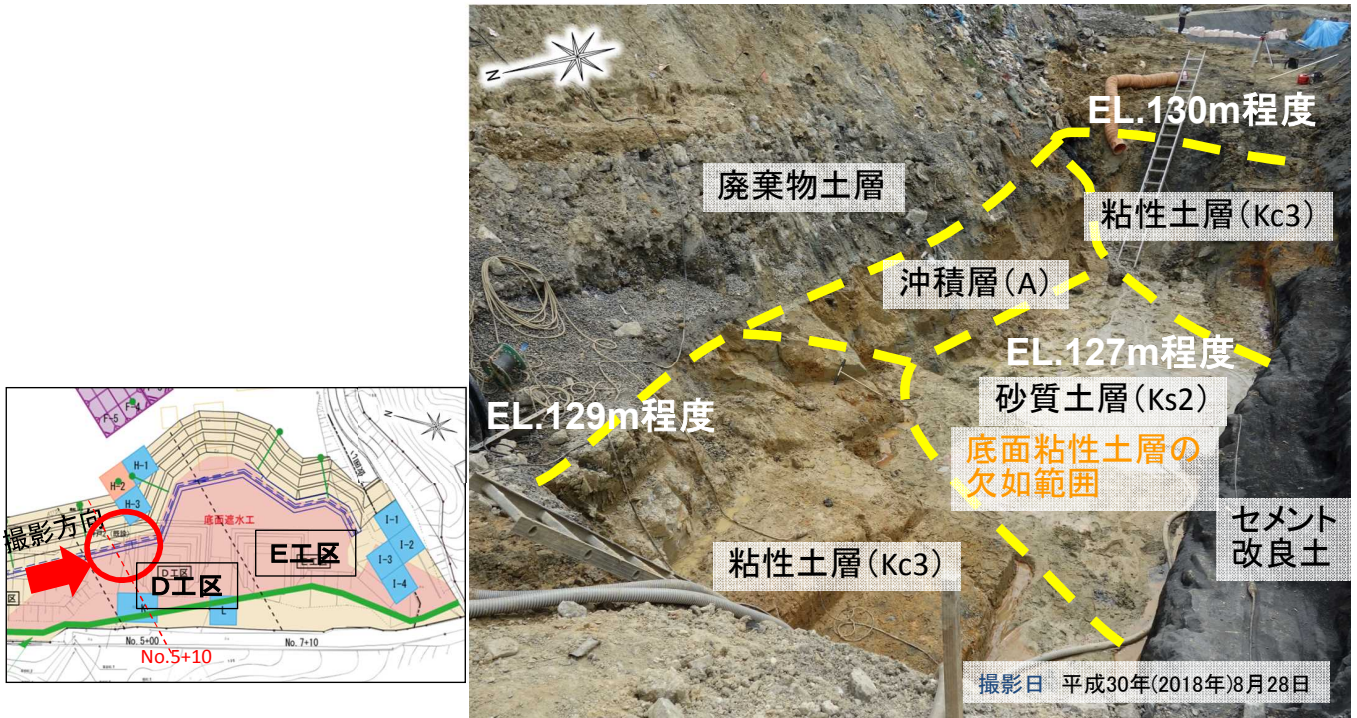 N
EL.130m程度
廃棄物土層
粘性土層(Kc3)
沖積層(A)
EL.127m程度
砂質土層(Ks2)
EL.129m程度
底面粘性土層の
欠如範囲
セメント
改良土
粘性土層(Kc3)
撮影日 平成30年(2018年)8月28日
F-5
F-4
N
H-1
H-2
H-3
I-1
I-2
I-3
I-4
底面遮水工
撮影方向
E工区
D工区
D工区
区
K
L
No. 5+00
No. 7+10
No.5+10